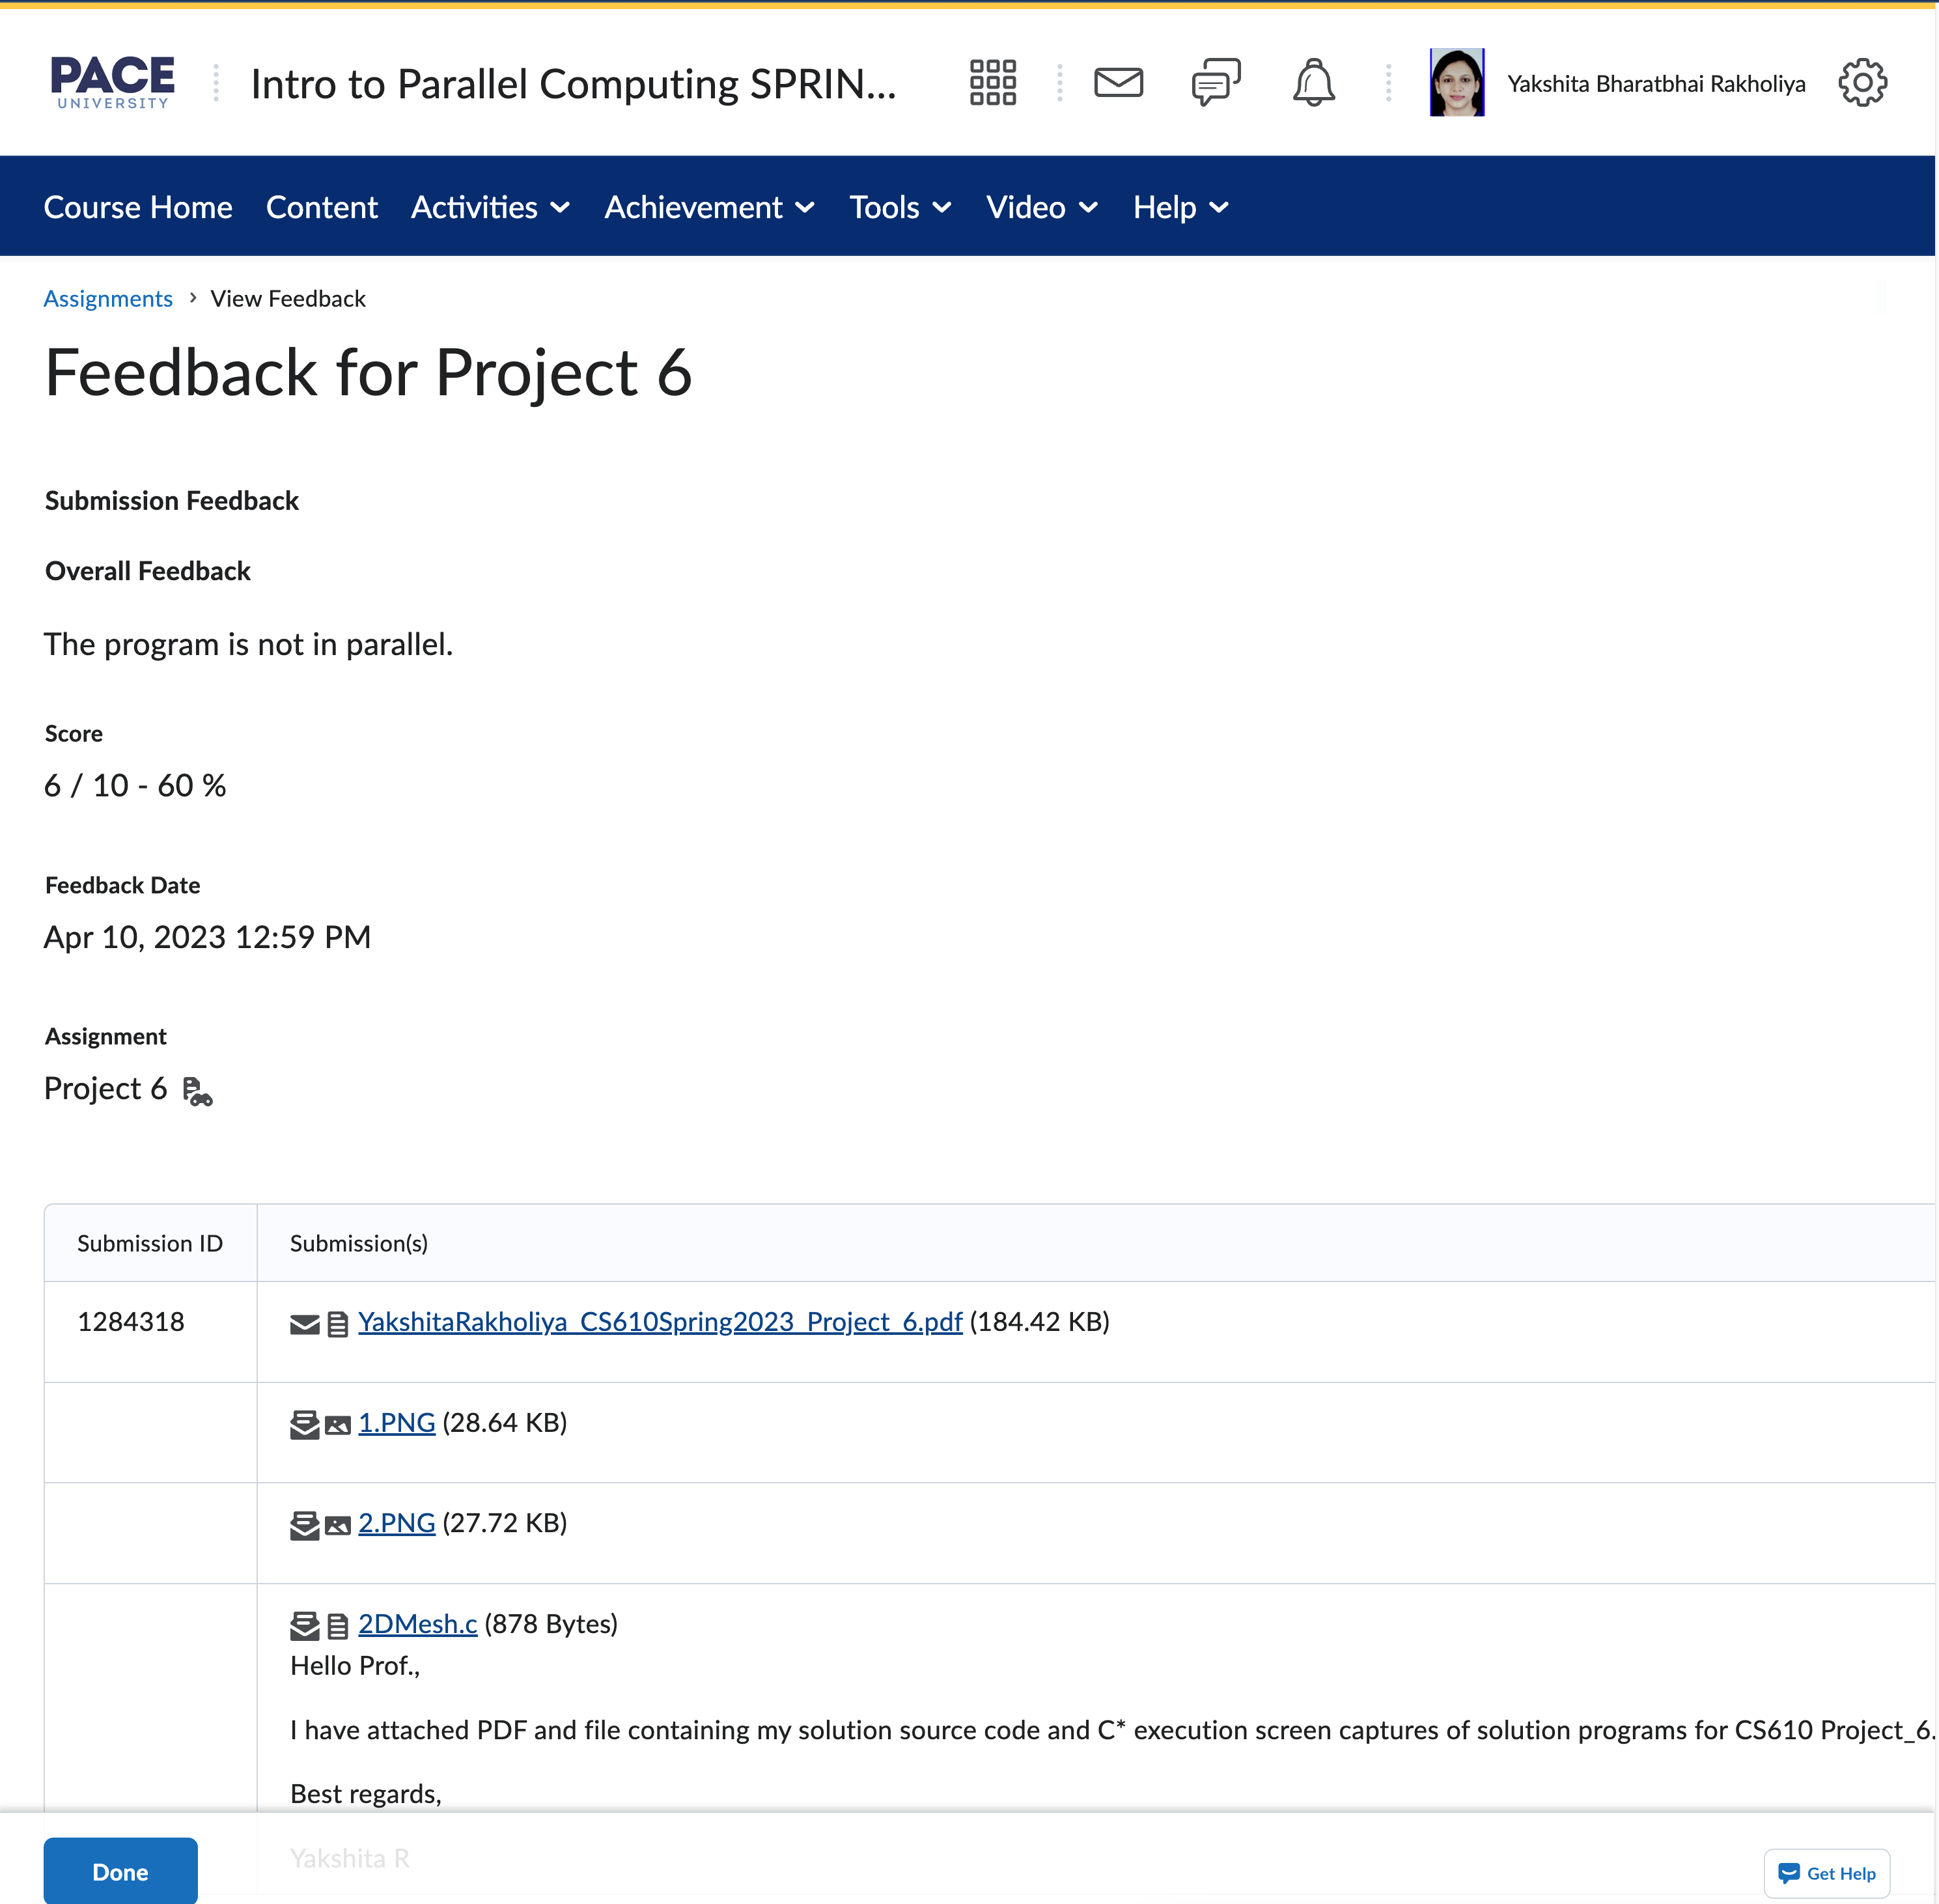 PACE
UNIVERSITY
Intro to Parallel Computing SPRIN...
Yakshita Bharatbhai Rakholiya
Course Home Content Activities Achievement Tools Video Help
Assignments > View Feedback
Feedback for Project 6
Submission Feedback
Overall Feedback
The program is not in parallel.
Score
6 / 10 - 60 %
Feedback Date
Apr 10, 2023 12:59 PM
Assignment
Project 6
Submission ID Submission(s)
1284318 YakshitaRakholiya_CS610Spring2023_Project_6.pdf (184.42 KB)
1.PNG (28.64 KB)
2.PNG (27.72 KB)
2DMesh.c (878 Bytes)
Hello Prof.,
I have attached PDF and file containing my solution source code and C* execution screen captures of solution programs for CS610 Project_6.
Best regards,
Yakshita R
Done
Get Help